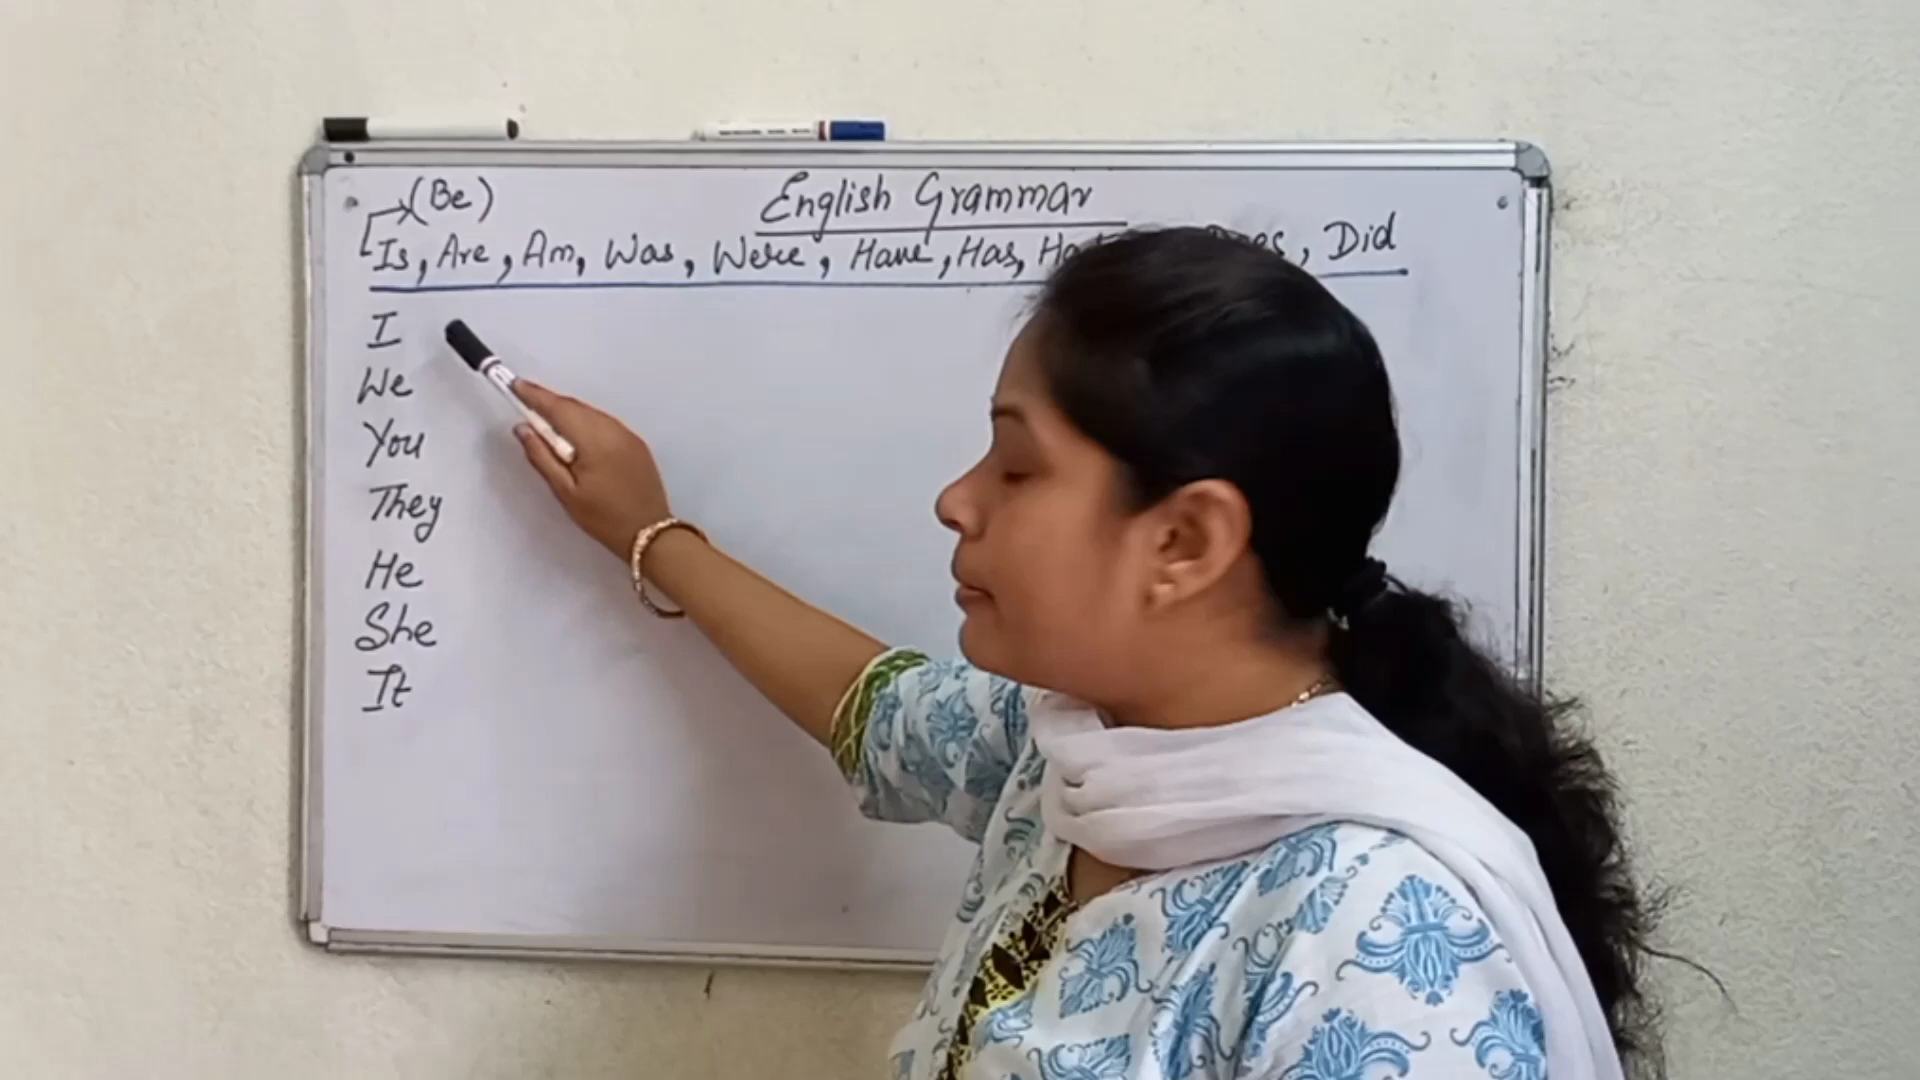 (Be)
English Grammar
Is, Are, Am, Was, Were, Have, Has, Did
I
We
You
They
He
She
It